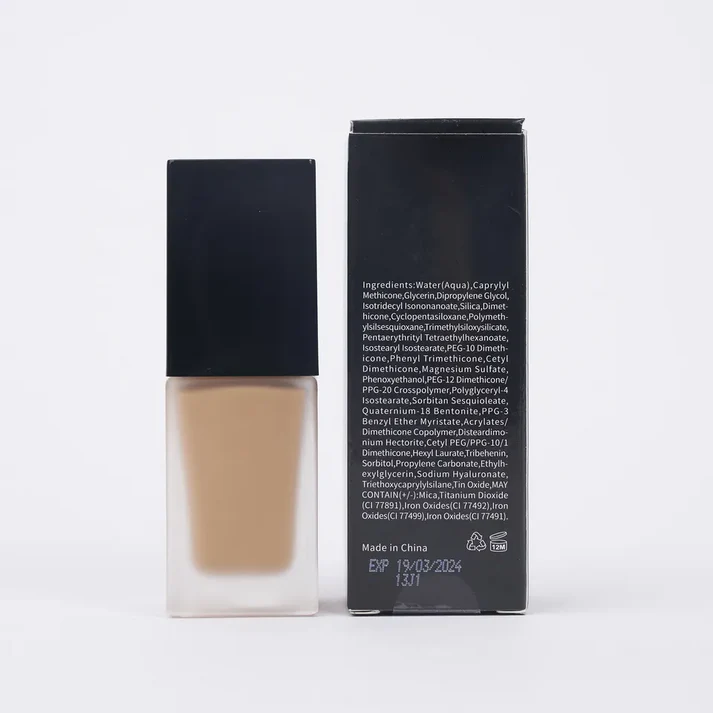 Ingredients:Water(Aqua),Caprylyl
Methicone,Glycerin,Dipropylene Glycol,
Isotridecyl Isononanoate,Silica,Dimet-
hicone,Cyclopentasiloxane,Polymeth-
ylsilsesquioxane,Trimethylsiloxysilicate,
Pentaerythrityl Tetraethylhexanoate,
Isostearyl Isostearate,PEG-10 Dimeth-
icone,Phenyl Trimethicone,Cetyl
Dimethicone,Magnesium Sulfate,
Phenoxyethanol,PEG-12 Dimethicone/
PPG-20 Crosspolymer,Polyglyceryl-4
Isostearate,Sorbitan Sesquioleate,
Quaternium-18 Bentonite,PPG-3
Benzyl Ether Myristate,Acrylates/
Dimethicone Copolymer,Disteardimo-
nium Hectorite,Cetyl PEG/PPG-10/1
Dimethicone,Hexyl Laurate,Tribehenin,
Sorbitol,Propylene Carbonate,Ethylh-
exylglycerin,Sodium Hyaluronate,
Triethoxycaprylylsilane,Tin Oxide,MAY
CONTAIN(+/-):Mica,Titanium Dioxide
(CI 77891),Iron Oxides(CI 77492),Iron
Oxides(CI 77499),Iron Oxides(CI 77491).
Made in China
12M
EXP 19/03/2024
13J1